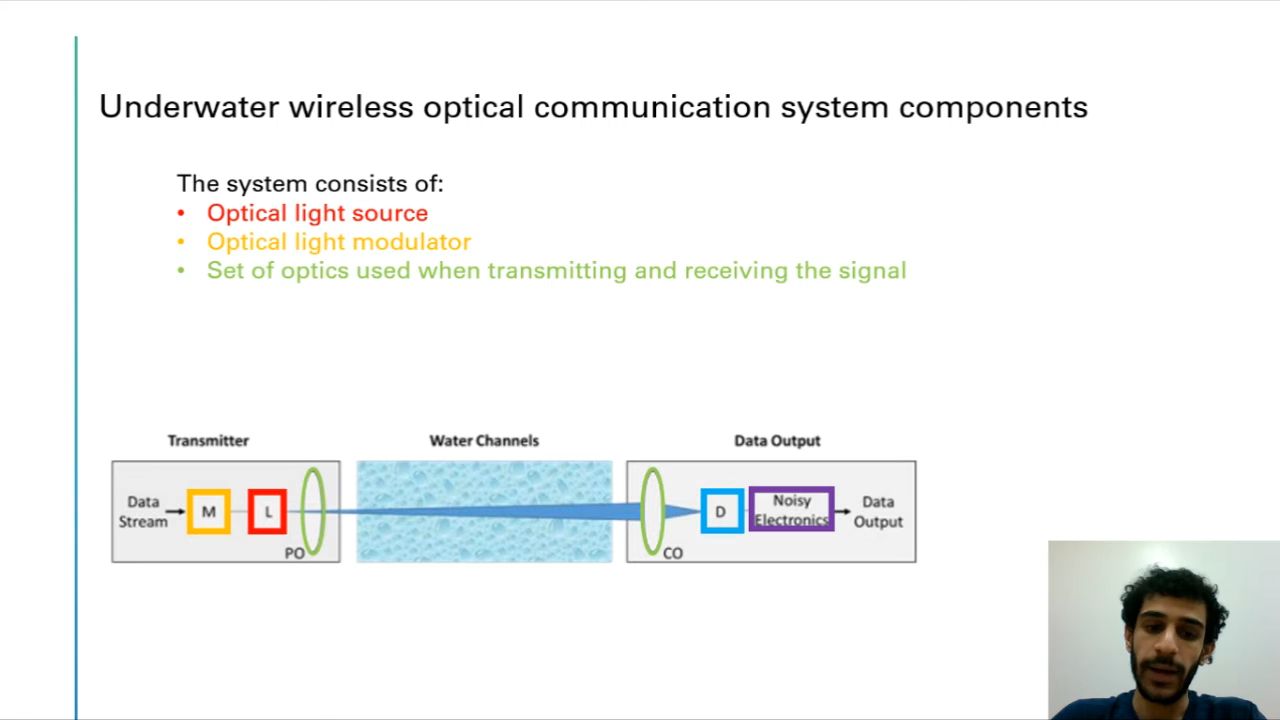 Underwater wireless optical communication system components
The system consists of:
• Optical light source
• Optical light modulator
• Set of optics used when transmitting and receiving the signal
Transmitter
Water Channels
Data Output
Data
Stream
M
L
PO
CO
D
Noisy
Electronics
Data
Output